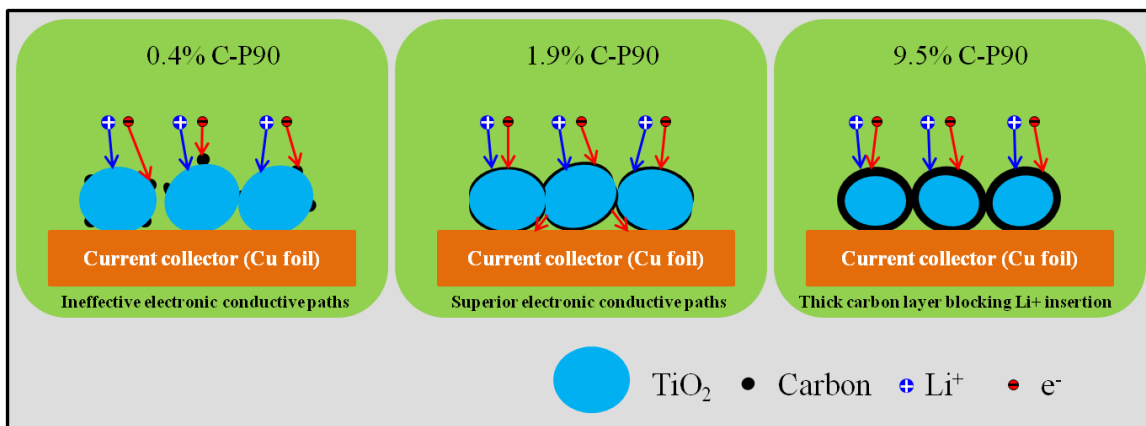 0.4% C-P90
Current collector (Cu foil)
Ineffective electronic conductive paths
1.9% C-P90
Current collector (Cu foil)
Superior electronic conductive paths
9.5% C-P90
Current collector (Cu foil)
Thick carbon layer blocking Li+ insertion
TiO₂ Carbon Li⁺ e⁻